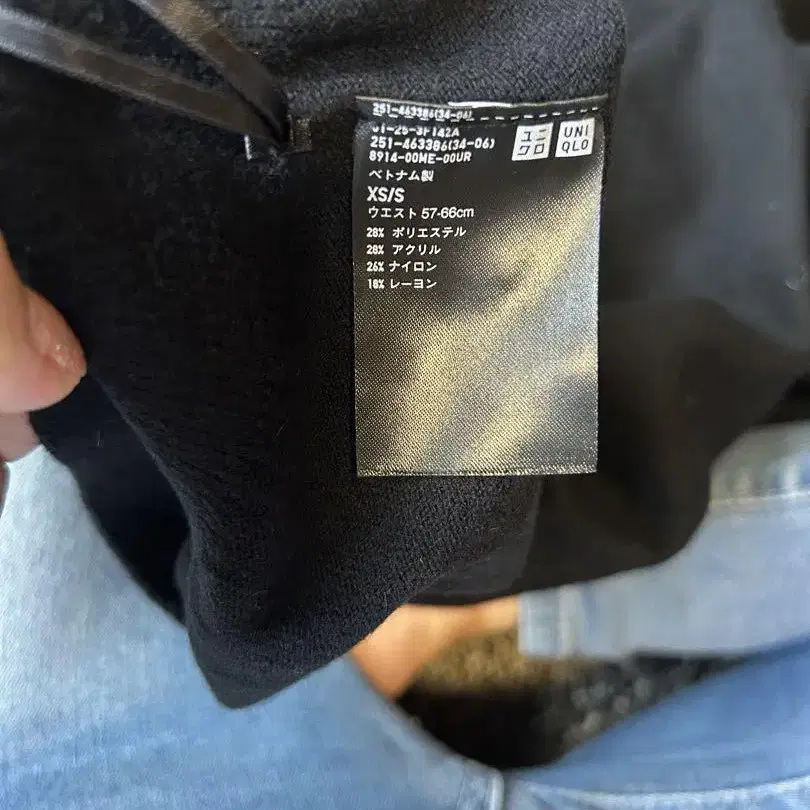 251-463386(34-06)
01-25-3F142A
251-463386(34-06)
8914-00ME-00UR
ユニ
クロ
UNI
QLO
ベトナム製
XS/S
ウエスト 57-66cm
28% ポリエステル
28% アクリル
26% ナイロン
18% レーヨン